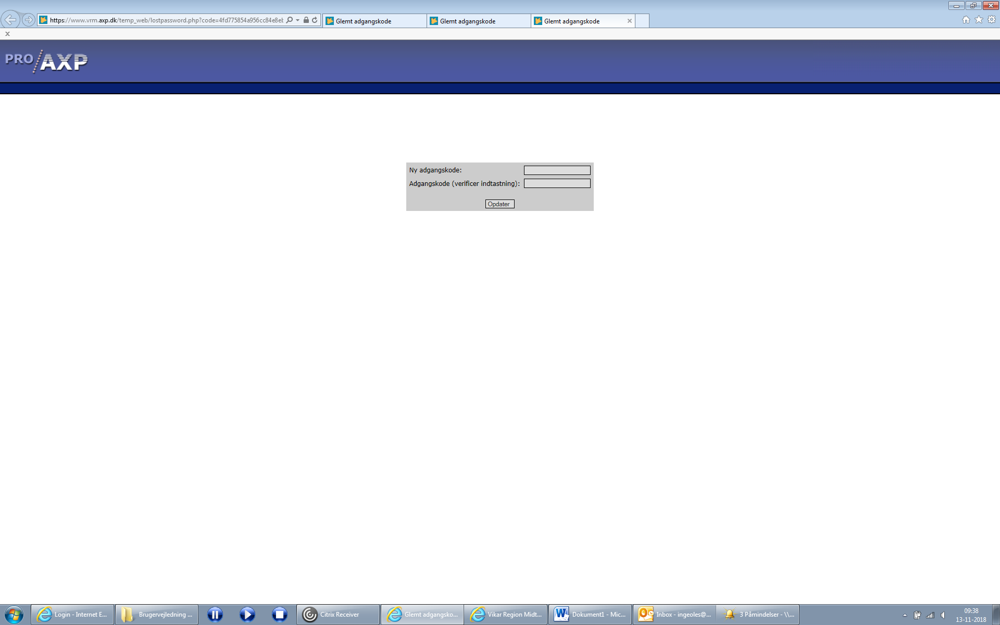 https://www.vrm.axp.dk/temp_web/lostpassword.php?code=4fd775854a956cc84e8eb
Glemt adgangskode
Glemt adgangskode
Glemt adgangskode
x
PRO/AXP
Ny adgangskode:
Adgangskode (verificer indtastning):
Opdater
Login - Internet E...
Brugervejledning ...
Citrix Receiver
Glemt adgangsko...
Vikar Region Midt...
Dokument1 - Mic...
Inbox - ingeoles@...
3 Påmindelser - \\...
09:38
13-11-2018